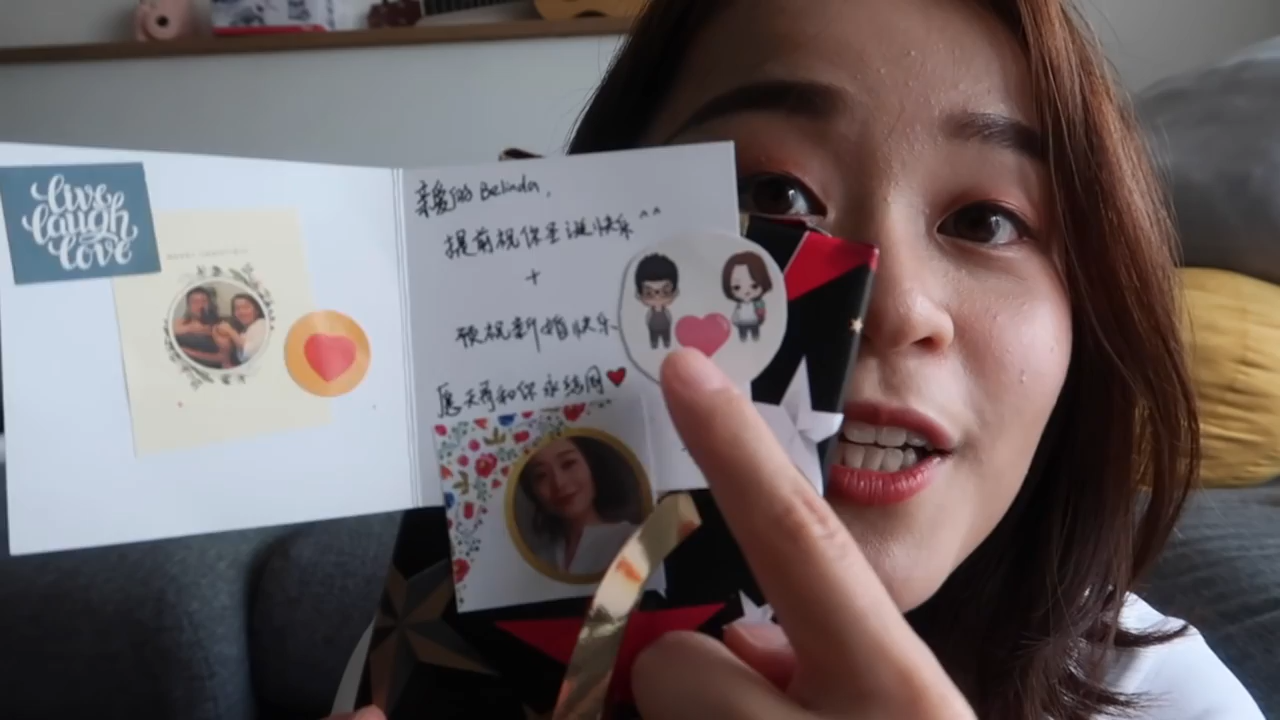 live
laugh
love
亲爱的 Belinda,
提前祝你圣诞快乐^^
+
预祝新婚快乐
愿天哥和你永结同❤